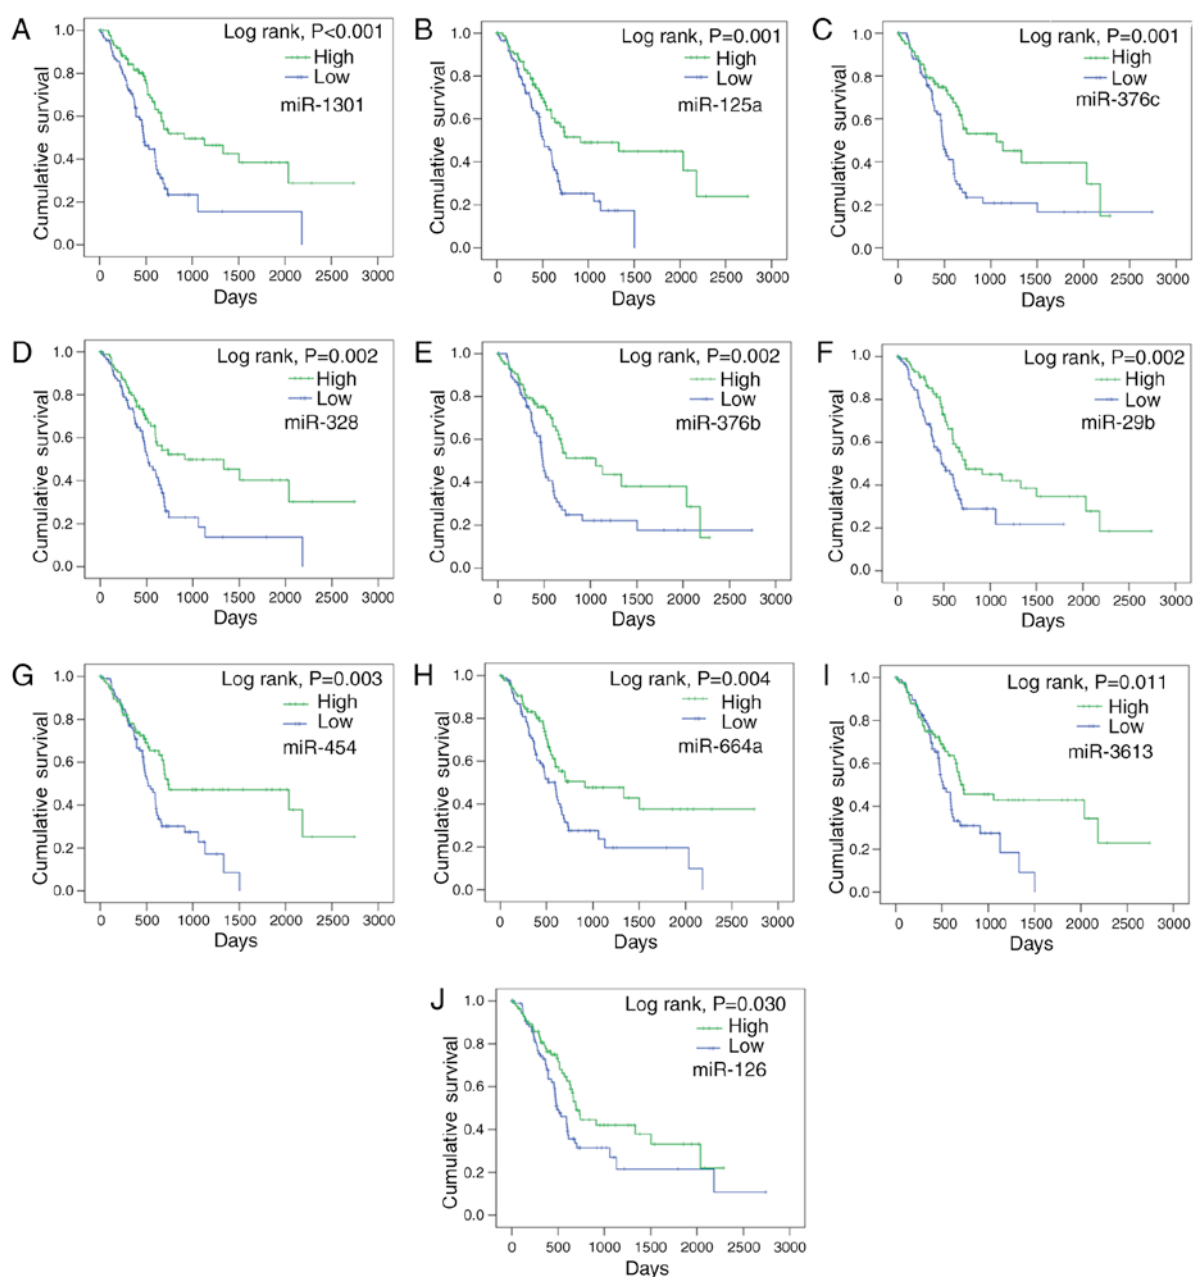 A
Log rank, P<0.001
High
Low
miR-1301
Cumulative survival
1.0
0.8
0.6
0.4
0.2
0.0
0 500 1000 1500 2000 2500 3000
Days
B
Log rank, P=0.001
High
Low
miR-125a
Cumulative survival
1.0
0.8
0.6
0.4
0.2
0.0
0 500 1000 1500 2000 2500 3000
Days
C
Log rank, P=0.001
High
Low
miR-376c
Cumulative survival
1.0
0.8
0.6
0.4
0.2
0.0
0 500 1000 1500 2000 2500 3000
Days
D
Log rank, P=0.002
High
Low
miR-328
Cumulative survival
1.0
0.8
0.6
0.4
0.2
0.0
0 500 1000 1500 2000 2500 3000
Days
E
Log rank, P=0.002
High
Low
miR-376b
Cumulative survival
1.0
0.8
0.6
0.4
0.2
0.0
0 500 1000 1500 2000 2500 3000
Days
F
Log rank, P=0.002
High
Low
miR-29b
Cumulative survival
1.0
0.8
0.6
0.4
0.2
0.0
0 500 1000 1500 2000 2500 3000
Days
G
Log rank, P=0.003
High
Low
miR-454
Cumulative survival
1.0
0.8
0.6
0.4
0.2
0.0
0 500 1000 1500 2000 2500 3000
Days
H
Log rank, P=0.004
High
Low
miR-664a
Cumulative survival
1.0
0.8
0.6
0.4
0.2
0.0
0 500 1000 1500 2000 2500 3000
Days
I
Log rank, P=0.011
High
Low
miR-3613
Cumulative survival
1.0
0.8
0.6
0.4
0.2
0.0
0 500 1000 1500 2000 2500 3000
Days
J
Log rank, P=0.030
High
Low
miR-126
Cumulative survival
1.0
0.8
0.6
0.4
0.2
0.0
0 500 1000 1500 2000 2500 3000
Days